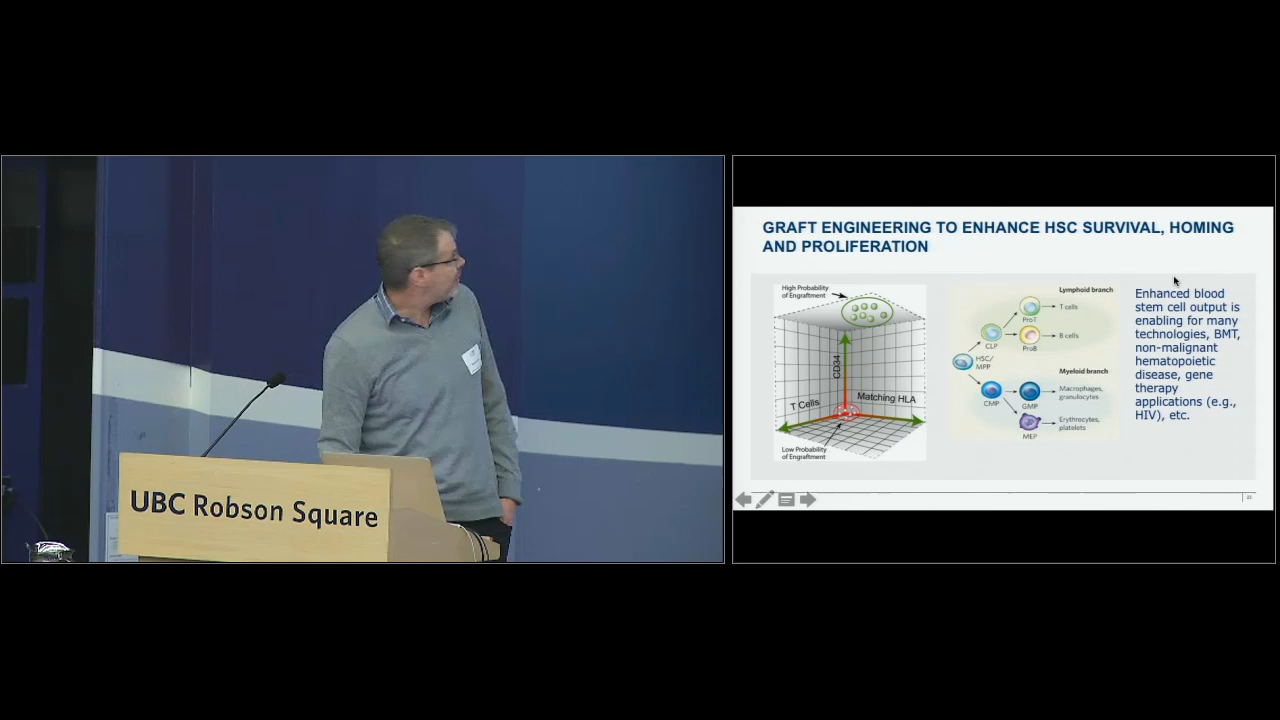 UBC Robson Square
GRAFT ENGINEERING TO ENHANCE HSC SURVIVAL, HOMING
AND PROLIFERATION
High Probability
of Engraftment
CD34
T Cells
Matching HLA
Low Probability
of Engraftment
Lymphoid branch
T cells
ProT
B cells
CLP
ProB
HSC/
MPP
Myeloid branch
Macrophages,
granulocytes
CMP
GMP
Erythrocytes,
platelets
MEP
Enhanced blood
stem cell output is
enabling for many
technologies, BMT,
non-malignant
hematopoietic
disease, gene
therapy
applications (e.g.,
HIV), etc.